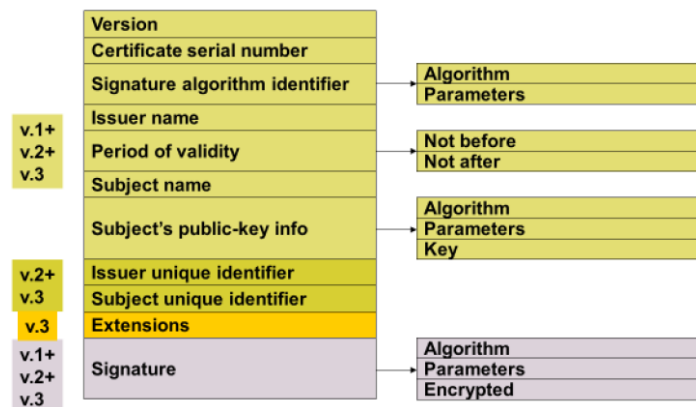 Version
Certificate serial number
Signature algorithm identifier
Algorithm
Parameters
v.1+
v.2+
v.3
Issuer name
Period of validity
Not before
Not after
Subject name
Subject's public-key info
Algorithm
Parameters
Key
v.2+
v.3
Issuer unique identifier
Subject unique identifier
v.3
Extensions
v.1+
v.2+
v.3
Signature
Algorithm
Parameters
Encrypted